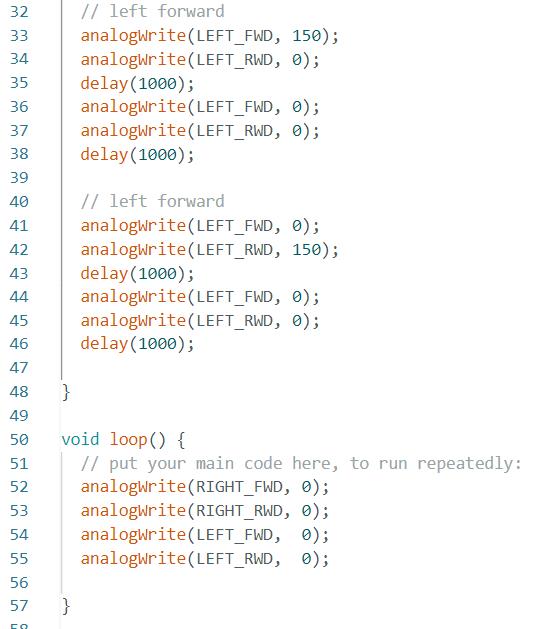 32 // left forward
33 analogWrite(LEFT_FWD, 150);
34 analogWrite(LEFT_RWD, 0);
35 delay(1000);
36 analogWrite(LEFT_FWD, 0);
37 analogWrite(LEFT_RWD, 0);
38 delay(1000);
39
40 // left forward
41 analogWrite(LEFT_FWD, 0);
42 analogWrite(LEFT_RWD, 150);
43 delay(1000);
44 analogWrite(LEFT_FWD, 0);
45 analogWrite(LEFT_RWD, 0);
46 delay(1000);
47
48 }
49
50 void loop() {
51 // put your main code here, to run repeatedly:
52 analogWrite(RIGHT_FWD, 0);
53 analogWrite(RIGHT_RWD, 0);
54 analogWrite(LEFT_FWD,  0);
55 analogWrite(LEFT_RWD,  0);
56
57 }
58